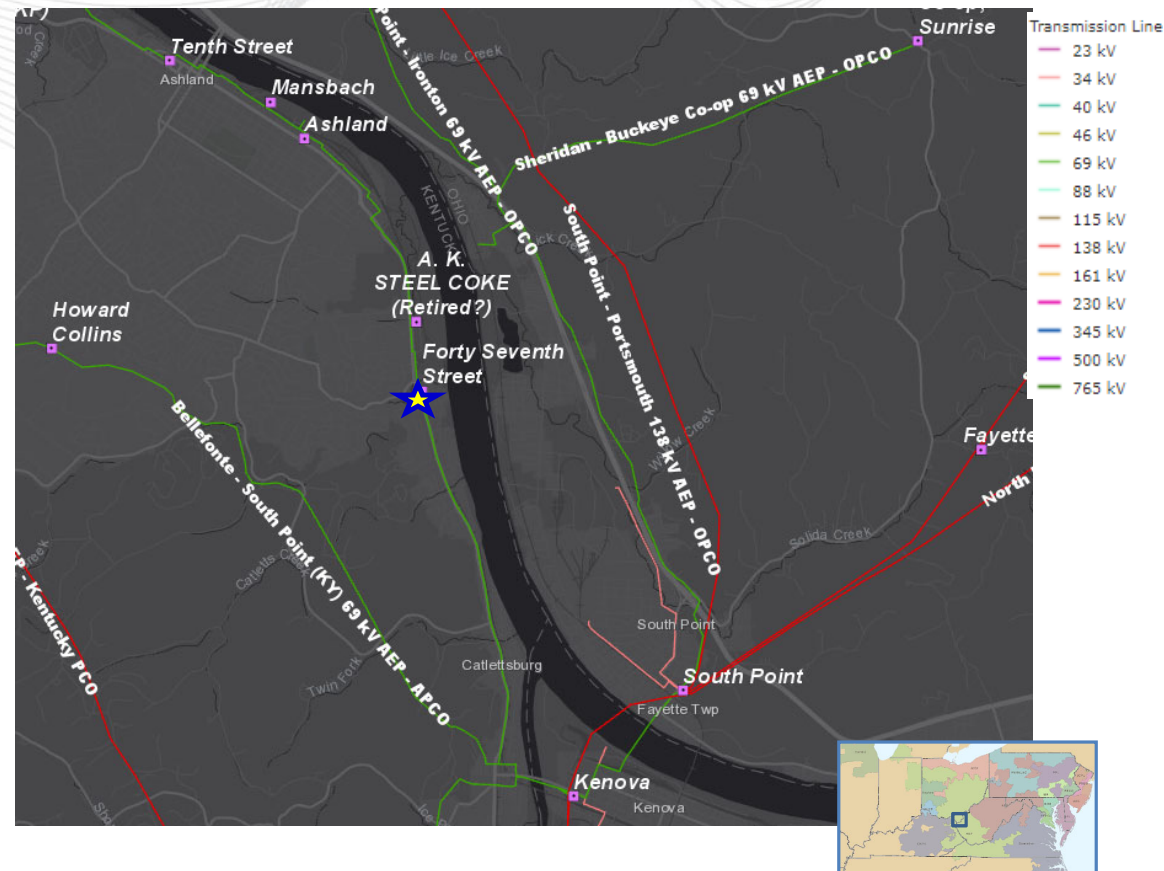 Tenth Street
Ashland
Mansbach
Ashland
Little Ice Creek
Point - Ironton 69 kV AEP - OPCO
Sheridan - Buckeye Co-op 69 kV AEP - OPCO
Sunrise
OHIO
KENTUCKY
A. K.
STEEL COKE
(Retired?)
Howard
Collins
Forty Seventh
Street
South Point - Portsmouth 138 kV AEP - OPCO
Bellefonte - South Point (KY) 69 kV AEP - APCO
Fayette
North
Solida Creek
Catletts Creek
Twin Fork
- Kentucky PCO
Catlettsburg
South Point
South Point
Fayette Twp
Kenova
Kenova
Transmission Line
23 kV
34 kV
40 kV
46 kV
69 kV
88 kV
115 kV
138 kV
161 kV
230 kV
345 kV
500 kV
765 kV